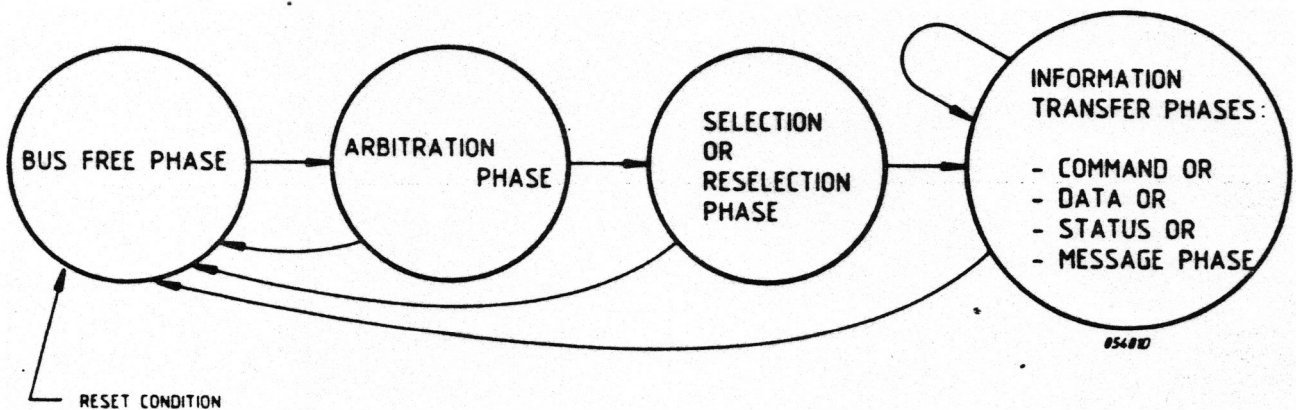 BUS FREE PHASE
ARBITRATION
PHASE
SELECTION
OR
RESELECTION
PHASE
INFORMATION
TRANSFER PHASES:
- COMMAND OR
- DATA OR
- STATUS OR
- MESSAGE PHASE
RESET CONDITION